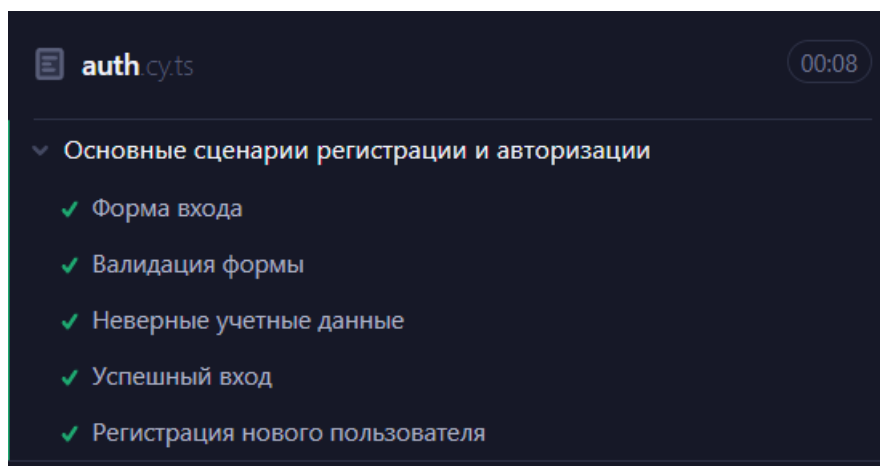 auth.cy.ts 00:08
Основные сценарии регистрации и авторизации
Форма входа
Валидация формы
Неверные учетные данные
Успешный вход
Регистрация нового пользователя